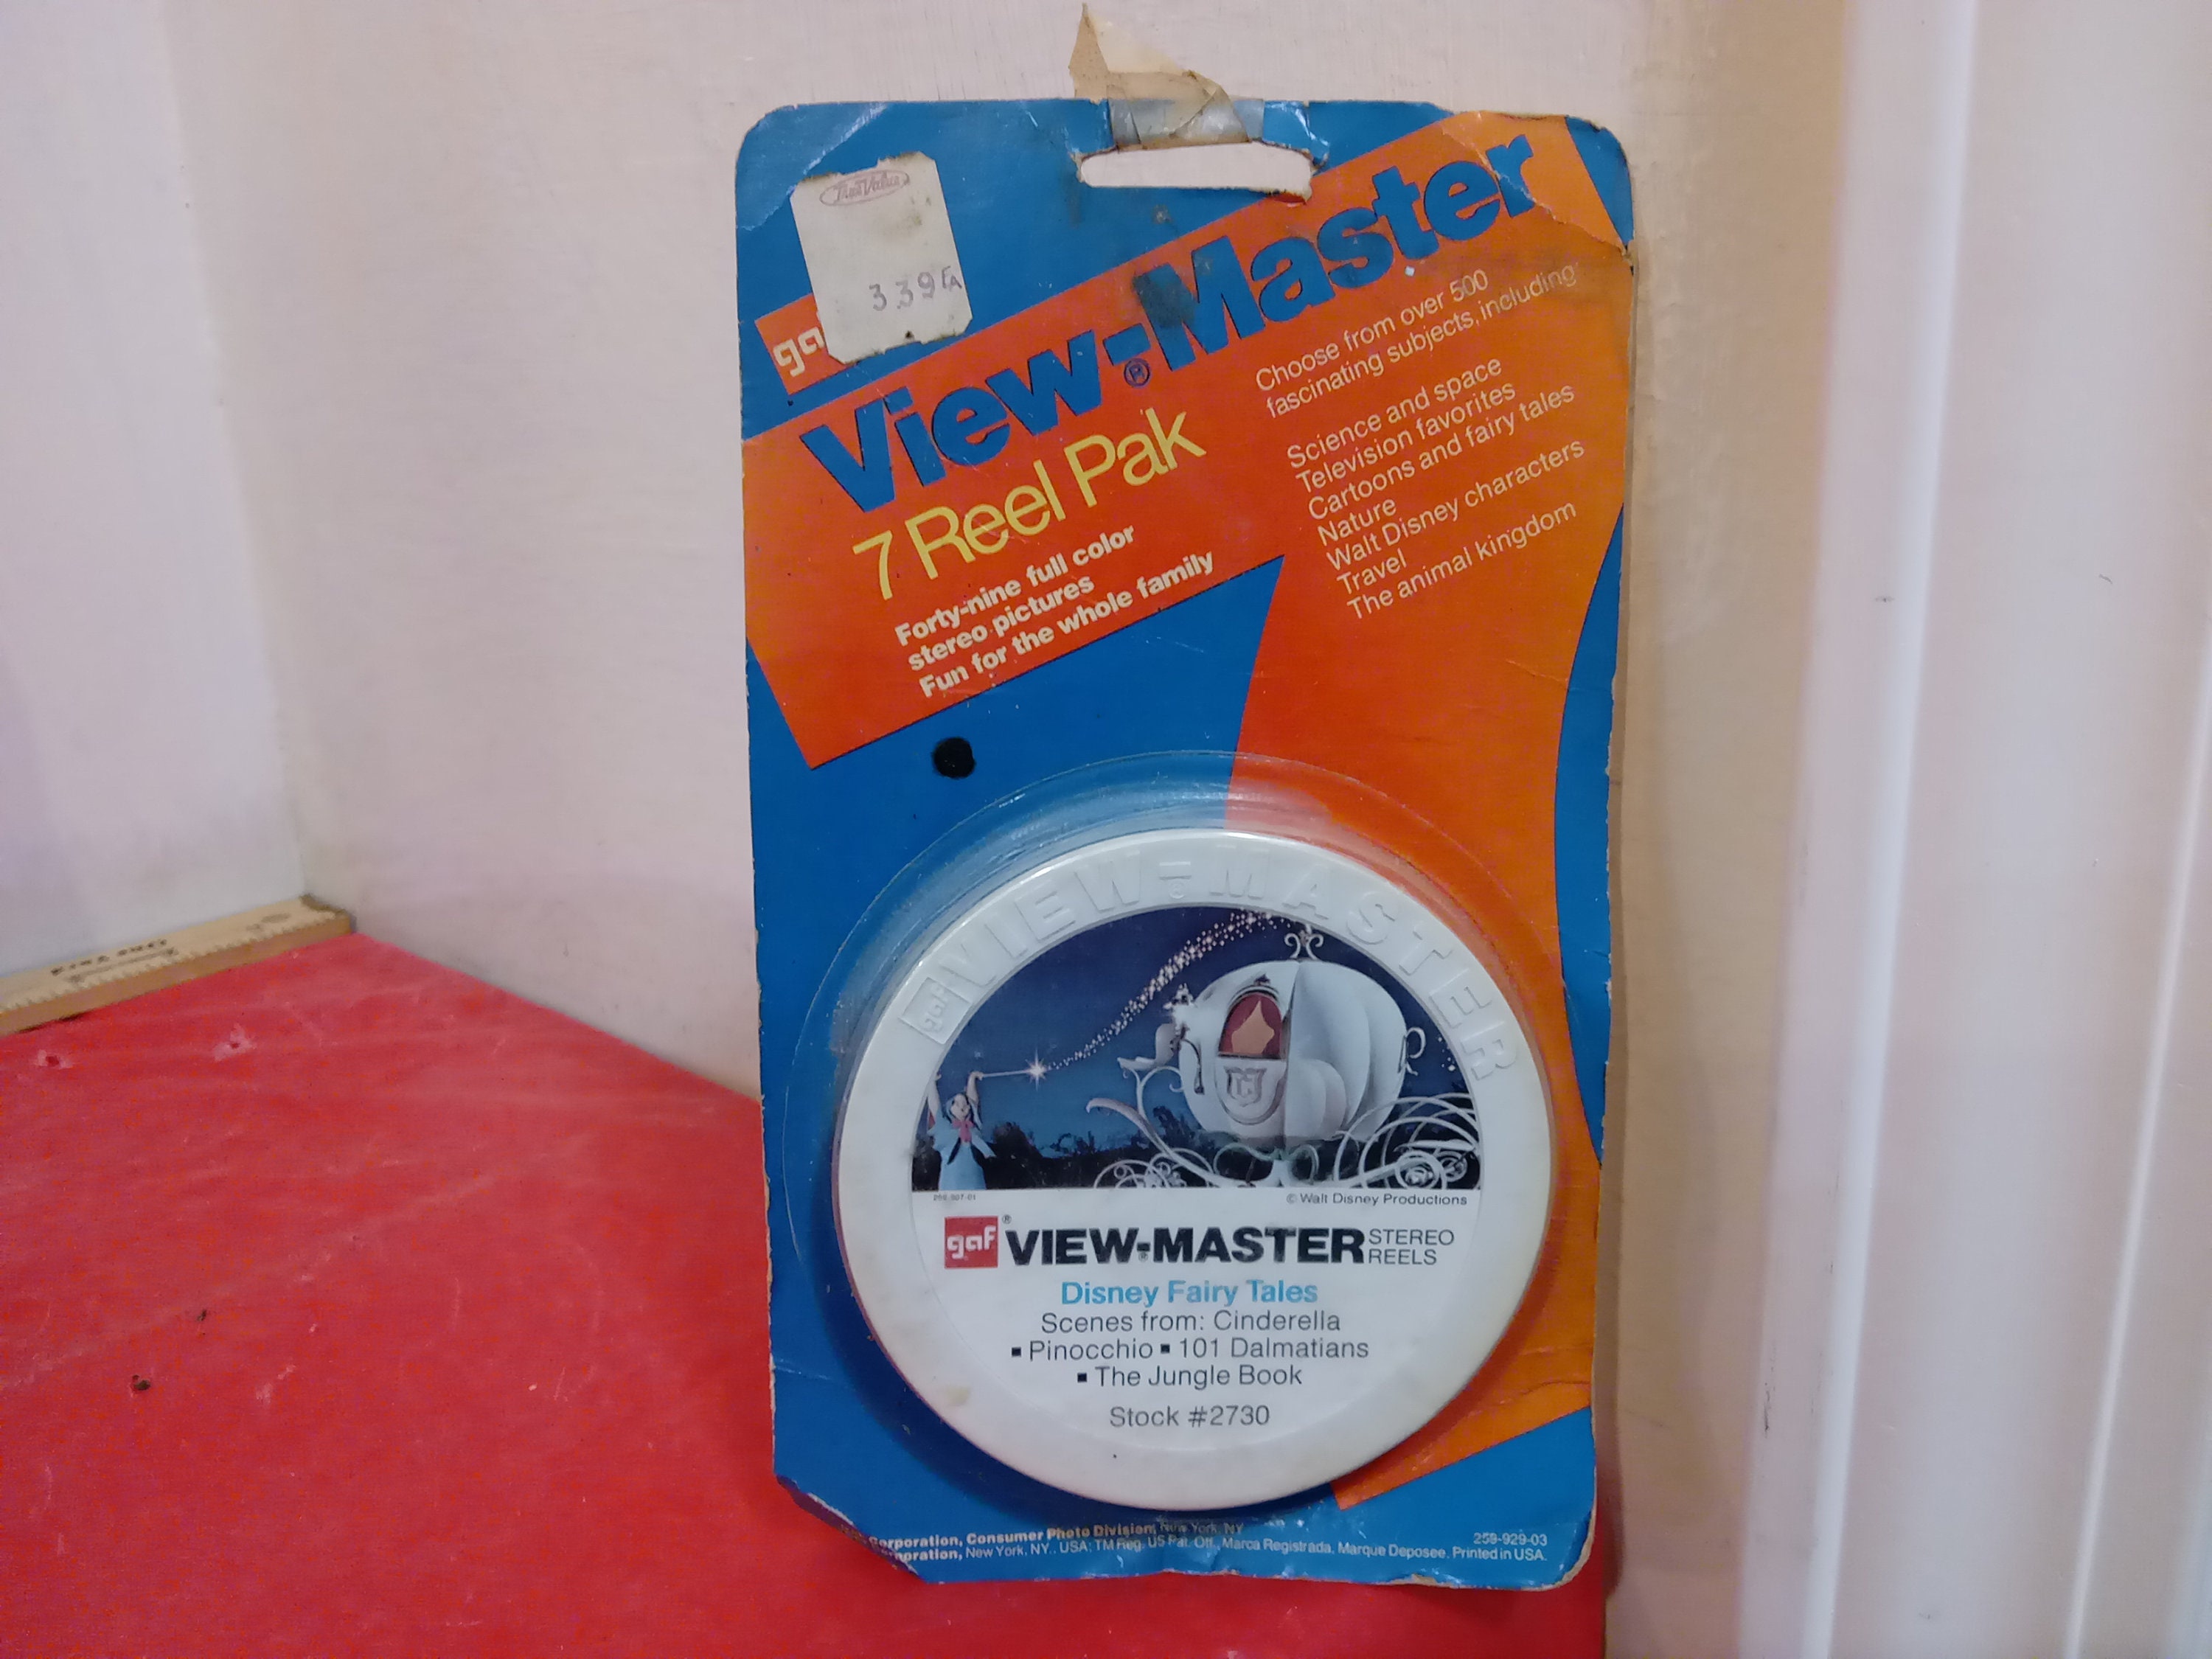 True Value
339
gaf
View-Master
®
7 Reel Pak
Forty-nine full color
stereo pictures
Fun for the whole family
Choose from over 500
fascinating subjects, including
Science and space
Television favorites
Cartoons and fairy tales
Nature
Walt Disney characters
Travel
The animal kingdom
gaf VIEW-MASTER
© Walt Disney Productions
gaf® VIEW-MASTER STEREO
REELS
Disney Fairy Tales
Scenes from: Cinderella
▪ Pinocchio ▪ 101 Dalmatians
▪ The Jungle Book
Stock #2730
Corporation, Consumer Photo Division, New York, NY
259-929-03
New York, NY., USA: TM Reg. US Pat. Off., Marca Registrada, Marque Deposee. Printed in USA.